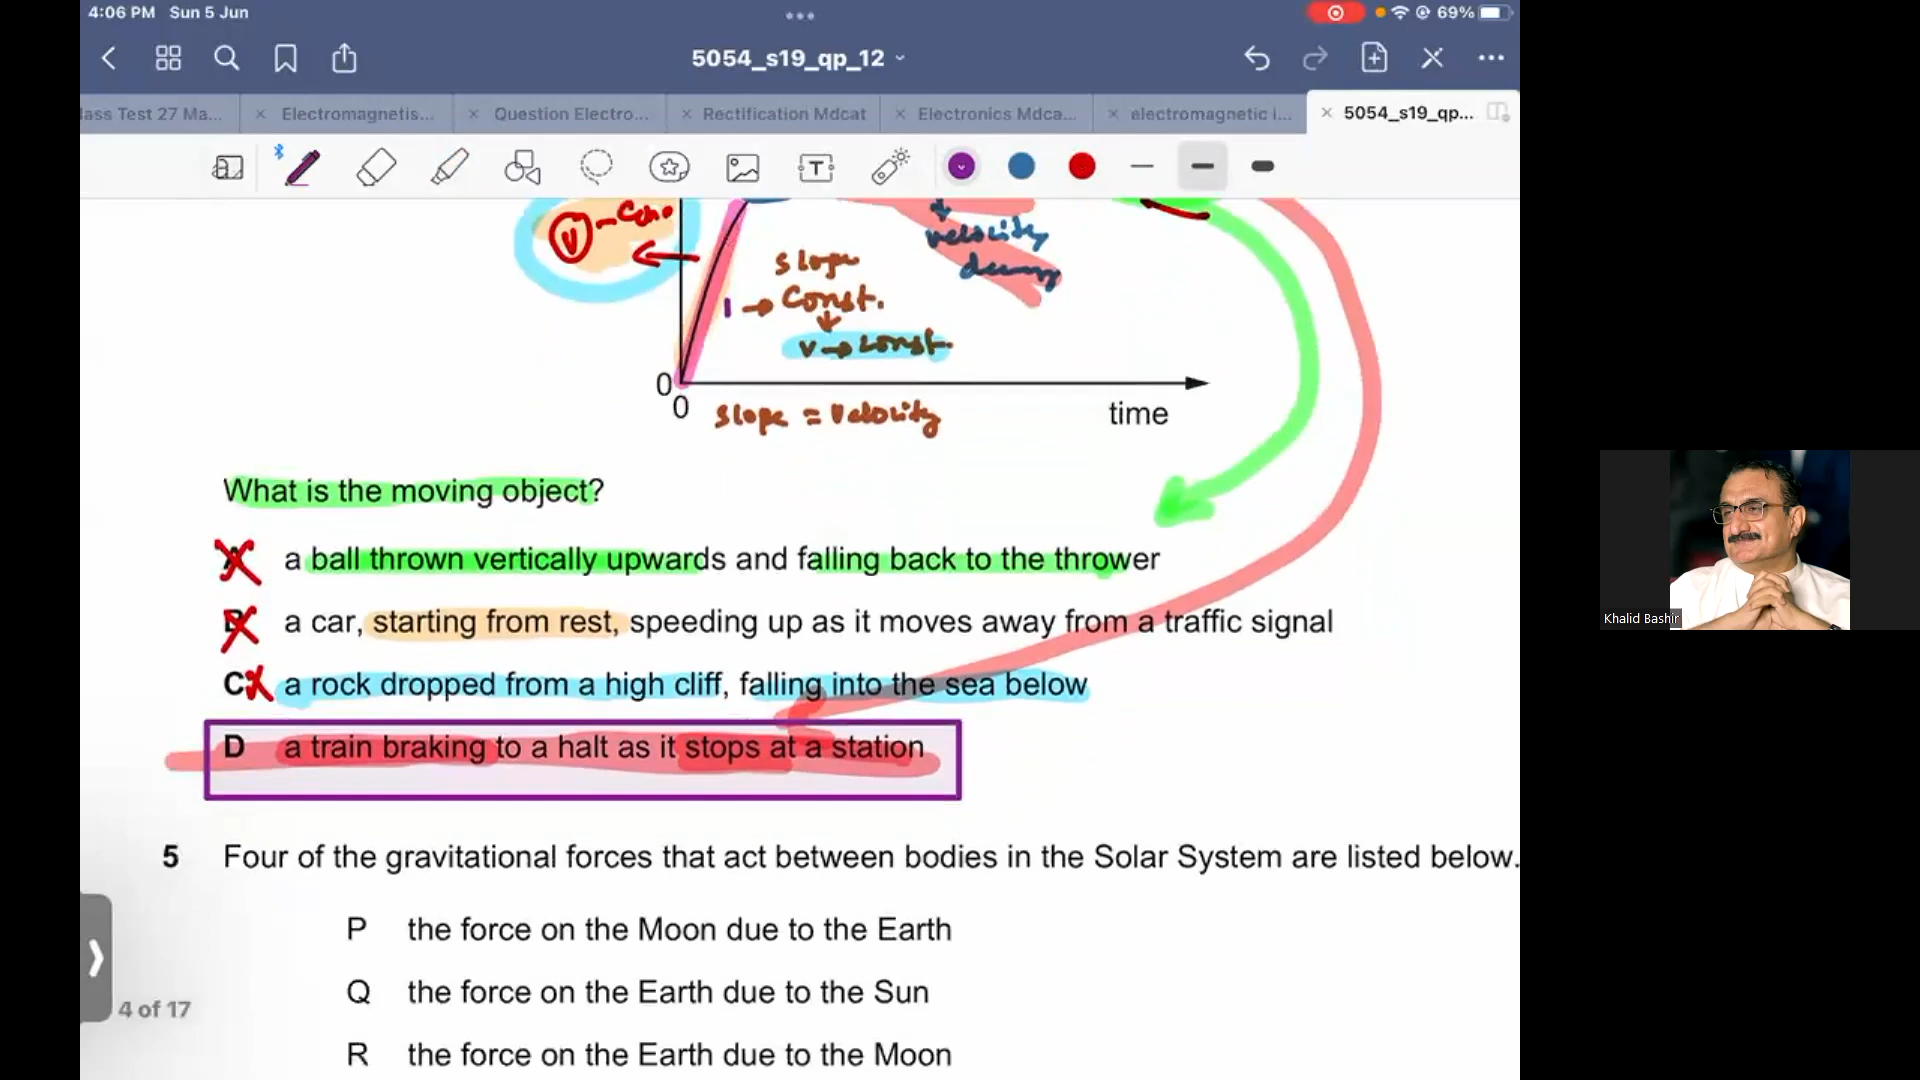 4:06 PM Sun 5 Jun
69%
5054_s19_qp_12
ass Test 27 Ma...
Electromagnetis...
Question Electro...
Rectification Mdcat
Electronics Mdca...
electromagnetic i...
5054_s19_qp...
T
V
velocity
Slope
1 → Const.
v → const.
0
0
time
Slope = velocity
What is the moving object?
A a ball thrown vertically upwards and falling back to the thrower
B a car, starting from rest, speeding up as it moves away from a traffic signal
C a rock dropped from a high cliff, falling into the sea below
D a train braking to a halt as it stops at a station
5 Four of the gravitational forces that act between bodies in the Solar System are listed below.
P the force on the Moon due to the Earth
Q the force on the Earth due to the Sun
R the force on the Earth due to the Moon
4 of 17
Khalid Bashir